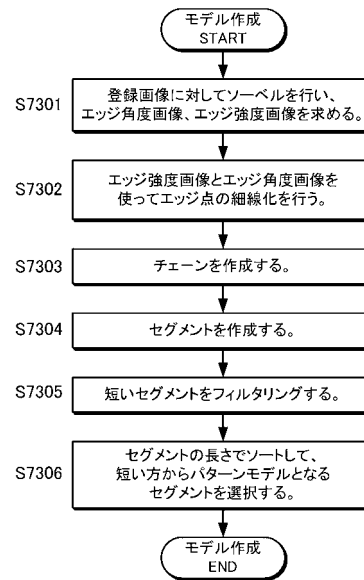 モデル作成
START
S7301
登録画像に対してソーベルを行い、
エッジ角度画像、エッジ強度画像を求める。
S7302
エッジ強度画像とエッジ角度画像を
使ってエッジ点の細線化を行う。
S7303
チェーンを作成する。
S7304
セグメントを作成する。
S7305
短いセグメントをフィルタリングする。
S7306
セグメントの長さでソートして、
短い方からパターンモデルとなる
セグメントを選択する。
モデル作成
END